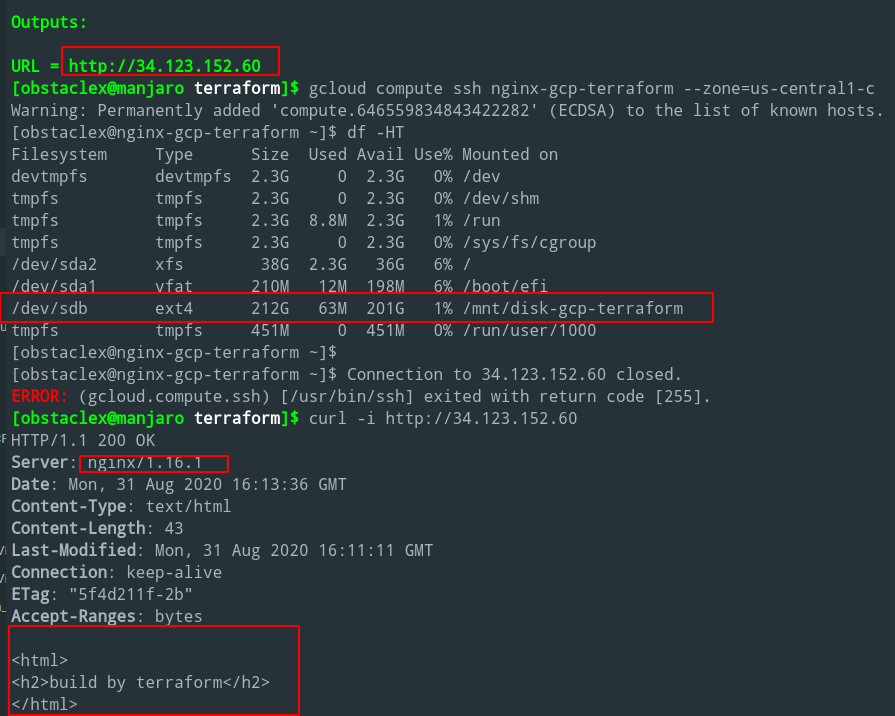 Outputs:
URL = http://34.123.152.60
[obstaclex@manjaro terraform]$ gcloud compute ssh nginx-gcp-terraform --zone=us-central1-c
Warning: Permanently added 'compute.646559834843422282' (ECDSA) to the list of known hosts.
[obstaclex@nginx-gcp-terraform ~]$ df -HT
Filesystem     Type      Size  Used Avail Use% Mounted on
devtmpfs       devtmpfs  2.3G     0  2.3G   0% /dev
tmpfs          tmpfs     2.3G     0  2.3G   0% /dev/shm
tmpfs          tmpfs     2.3G  8.8M  2.3G   1% /run
tmpfs          tmpfs     2.3G     0  2.3G   0% /sys/fs/cgroup
/dev/sda2      xfs        38G  2.3G   36G   6% /
/dev/sda1      vfat      210M   12M  198M   6% /boot/efi
/dev/sdb       ext4      212G   63M  201G   1% /mnt/disk-gcp-terraform
tmpfs          tmpfs     451M     0  451M   0% /run/user/1000
[obstaclex@nginx-gcp-terraform ~]$
[obstaclex@nginx-gcp-terraform ~]$ Connection to 34.123.152.60 closed.
ERROR: (gcloud.compute.ssh) [/usr/bin/ssh] exited with return code [255].
[obstaclex@manjaro terraform]$ curl -i http://34.123.152.60
HTTP/1.1 200 OK
Server: nginx/1.16.1
Date: Mon, 31 Aug 2020 16:13:36 GMT
Content-Type: text/html
Content-Length: 43
Last-Modified: Mon, 31 Aug 2020 16:11:11 GMT
Connection: keep-alive
ETag: "5f4d211f-2b"
Accept-Ranges: bytes
<html>
<h2>build by terraform</h2>
</html>